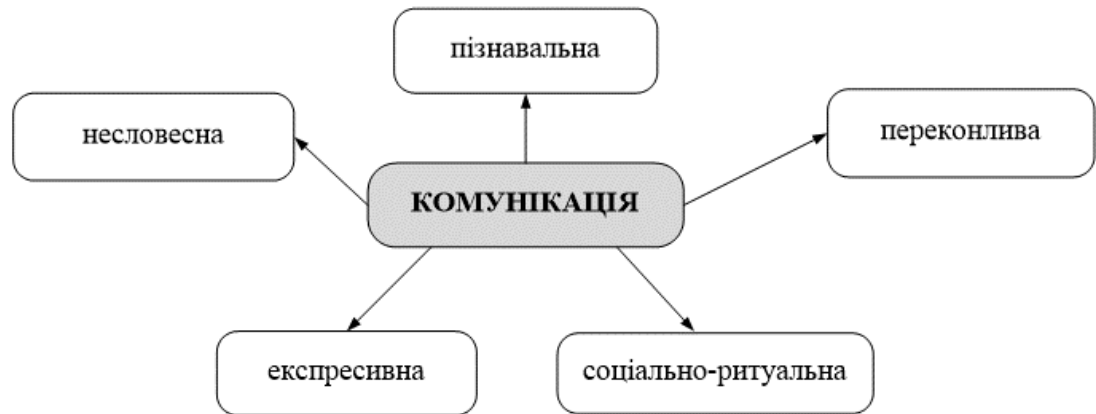 пізнавальна
несловесна
переконлива
КОМУНІКАЦІЯ
експресивна
соціально-ритуальна